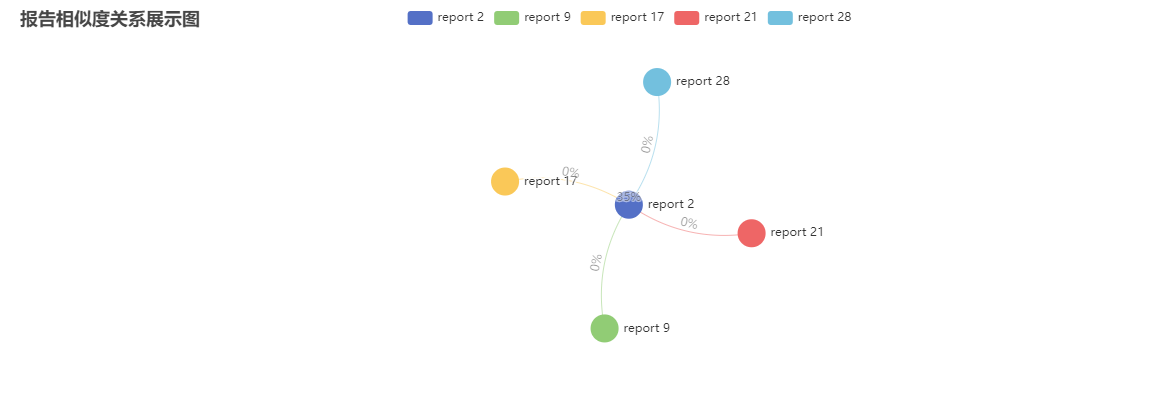 报告相似度关系展示图
report 2 report 9 report 17 report 21 report 28
report 28
0%
0%
report 17
35%
report 2
0%
report 21
0%
report 9